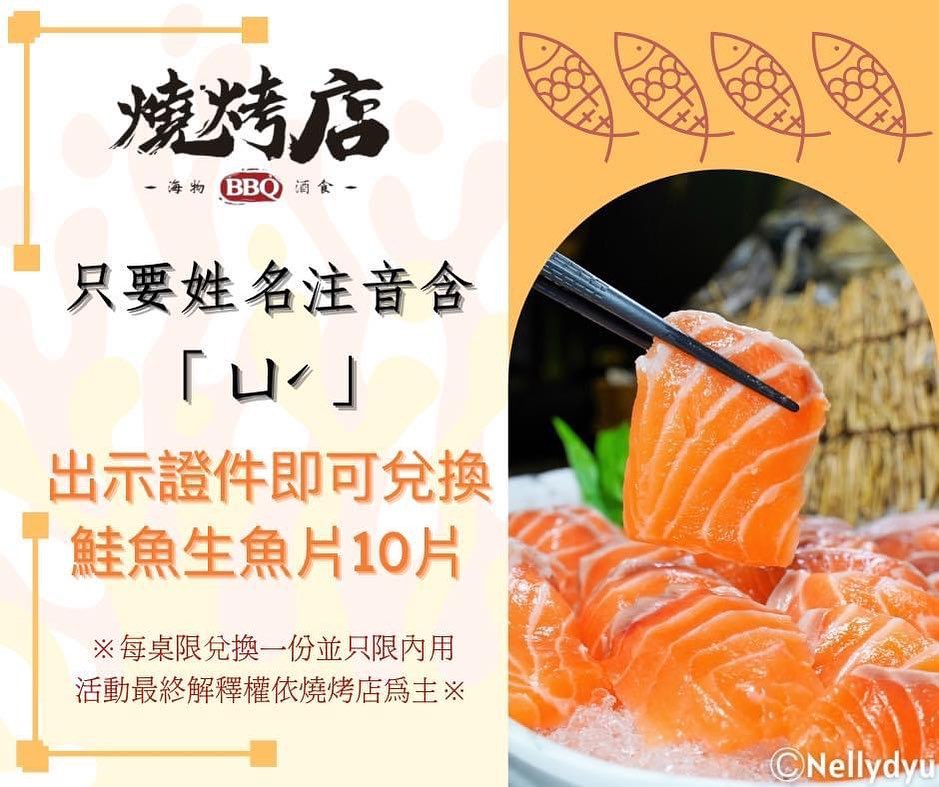 燒烤店
海物 BBQ 酒食
只要姓名注音含
「ㄩˊ」
出示證件即可兌換
鮭魚生魚片10片
※每桌限兌換一份並只限內用
活動最終解釋權依燒烤店為主※
©Nellydyu